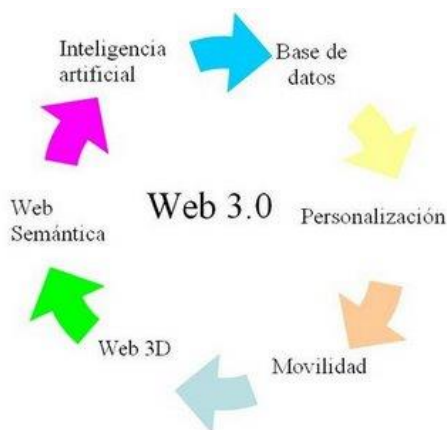 Inteligencia
artificial
Base de
datos
Web
Semántica
Web 3.0
Personalización
Web 3D
Movilidad